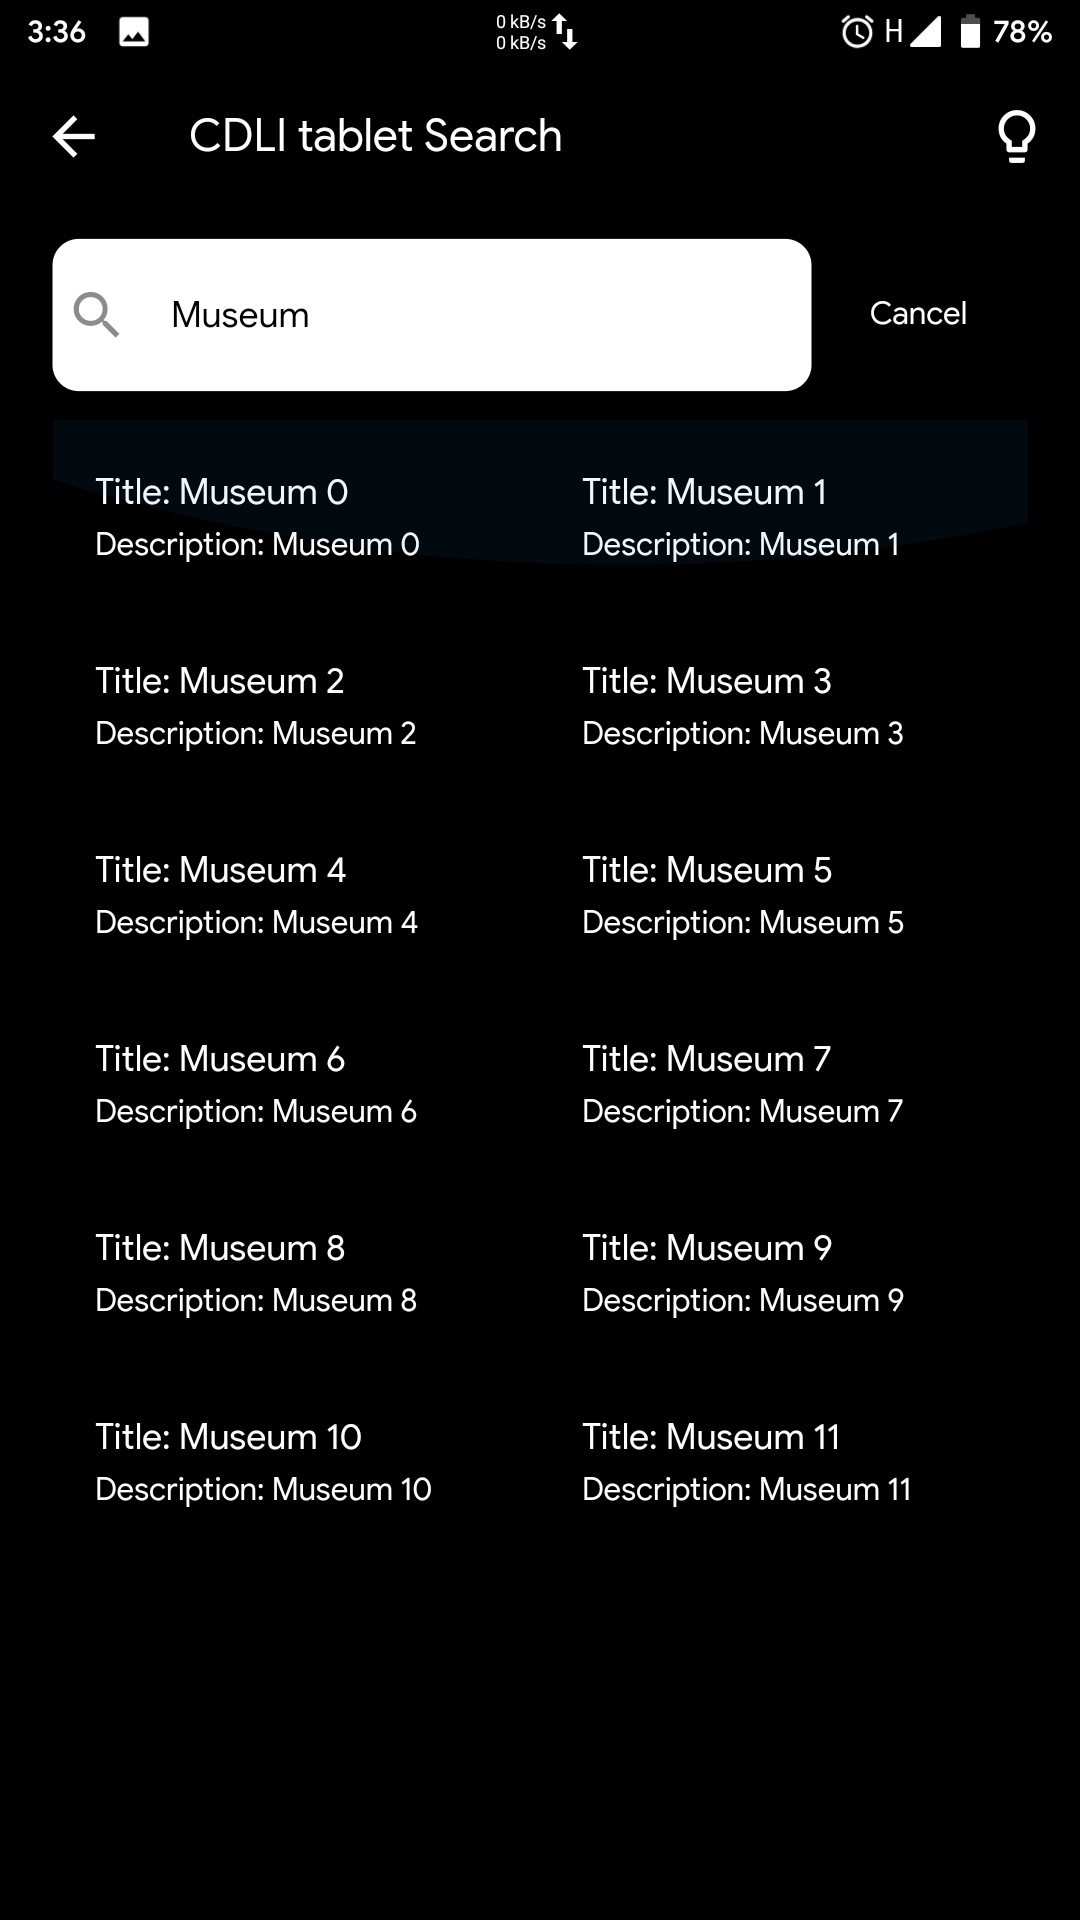 3:36
0 kB/s
0 kB/s
H
78%
CDLI tablet Search
Museum
Cancel
Title: Museum 0
Description: Museum 0
Title: Museum 1
Description: Museum 1
Title: Museum 2
Description: Museum 2
Title: Museum 3
Description: Museum 3
Title: Museum 4
Description: Museum 4
Title: Museum 5
Description: Museum 5
Title: Museum 6
Description: Museum 6
Title: Museum 7
Description: Museum 7
Title: Museum 8
Description: Museum 8
Title: Museum 9
Description: Museum 9
Title: Museum 10
Description: Museum 10
Title: Museum 11
Description: Museum 11